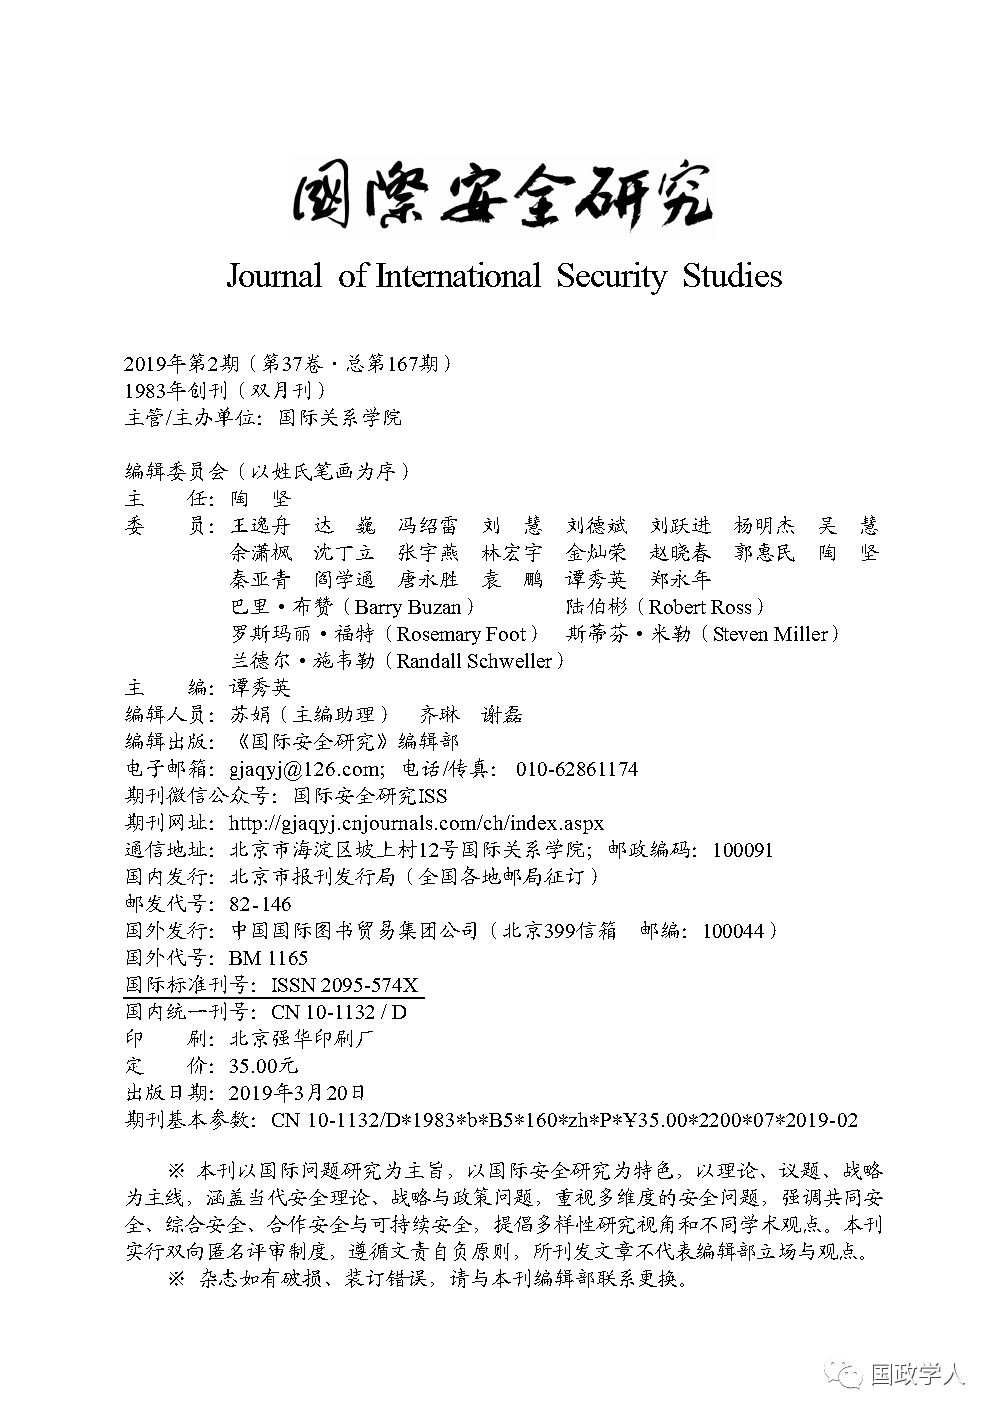 國際安全研究
Journal of International Security Studies
2019年第2期（第37卷·总第167期）
1983年创刊（双月刊）
主管/主办单位：国际关系学院
编辑委员会（以姓氏笔画为序）
主　　任：陶　坚
委　　员：王逸舟　达　巍　冯绍雷　刘　慧　刘德斌　刘跃进　杨明杰　吴　慧
余潇枫　沈丁立　张宇燕　林宏宇　金灿荣　赵晓春　郭惠民　陶　坚
秦亚青　阎学通　唐永胜　袁　鹏　谭秀英　郑永年
巴里·布赞（Barry Buzan）　陆伯彬（Robert Ross）
罗斯玛丽·福特（Rosemary Foot）　斯蒂芬·米勒（Steven Miller）
兰德尔·施韦勒（Randall Schweller）
主　　编：谭秀英
编辑人员：苏娟（主编助理）　齐琳　谢磊
编辑出版：《国际安全研究》编辑部
电子邮箱：gjaqyj@126.com；电话/传真： 010-62861174
期刊微信公众号：国际安全研究ISS
期刊网址：http://gjaqyj.cnjournals.com/ch/index.aspx
通信地址：北京市海淀区坡上村12号国际关系学院；邮政编码：100091
国内发行：北京市报刊发行局（全国各地邮局征订）
邮发代号：82-146
国外发行：中国国际图书贸易集团公司（北京399信箱　邮编：100044）
国外代号：BM 1165
国际标准刊号：ISSN 2095-574X
国内统一刊号：CN 10-1132 / D
印　　刷：北京强华印刷厂
定　　价：35.00元
出版日期：2019年3月20日
期刊基本参数：CN 10-1132/D*1983*b*B5*160*zh*P*¥35.00*2200*07*2019-02
※ 本刊以国际问题研究为主旨，以国际安全研究为特色，以理论、议题、战略
为主线，涵盖当代安全理论、战略与政策问题，重视多维度的安全问题，强调共同安
全、综合安全、合作安全与可持续安全，提倡多样性研究视角和不同学术观点。本刊
实行双向匿名评审制度，遵循文责自负原则，所刊发文章不代表编辑部立场与观点。
※ 杂志如有破损、装订错误，请与本刊编辑部联系更换。
国政学人